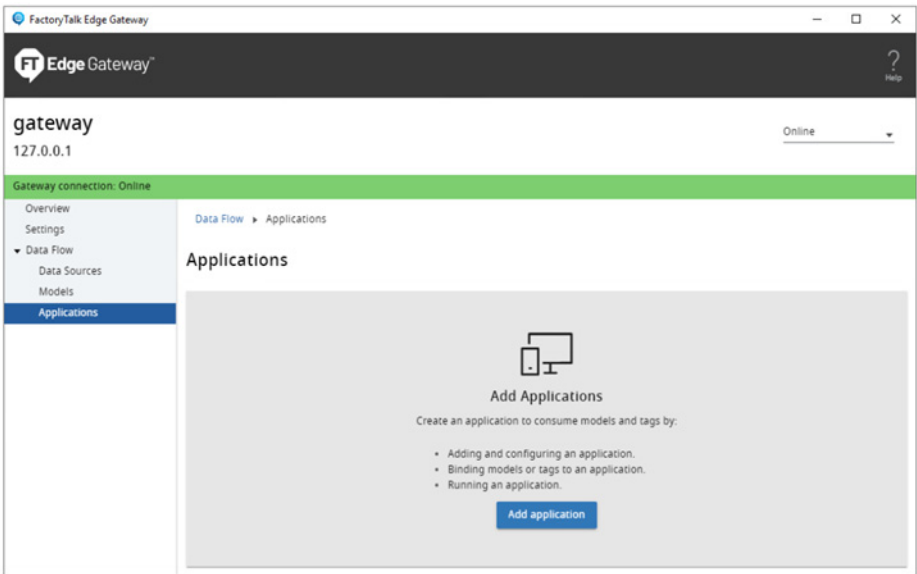 FactoryTalk Edge Gateway
FT Edge Gateway™
?
Help
gateway
Online
127.0.0.1
Gateway connection: Online
Overview
Settings
Data Flow
Data Sources
Models
Applications
Data Flow ▸ Applications
Applications
Add Applications
Create an application to consume models and tags by:
• Adding and configuring an application.
• Binding models or tags to an application.
• Running an application.
Add application